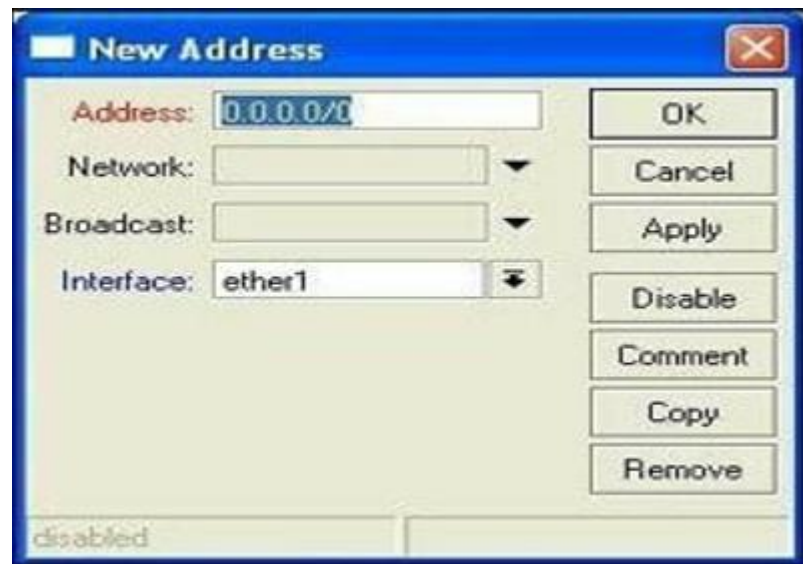 New Address
Address: 0.0.0.0/0
Network:
Broadcast:
Interface: ether1
OK
Cancel
Apply
Disable
Comment
Copy
Remove
disabled